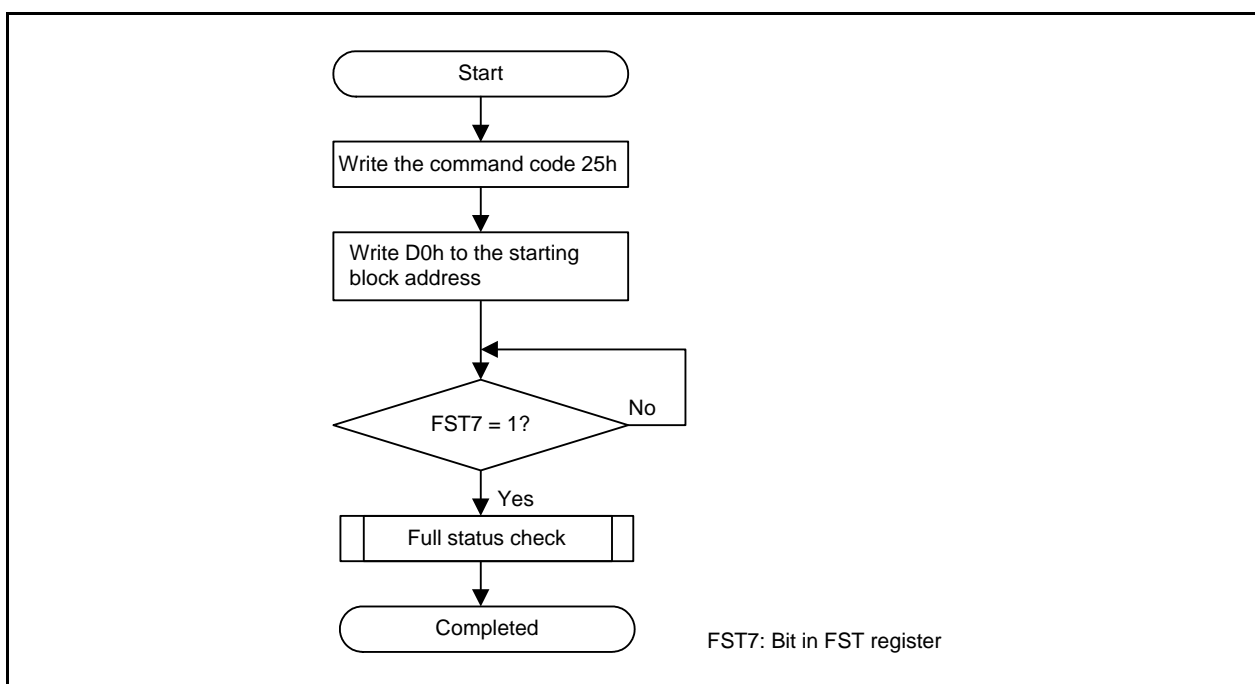 Start
Write the command code 25h
Write D0h to the starting
block address
FST7 = 1?
No
Yes
Full status check
Completed
FST7: Bit in FST register